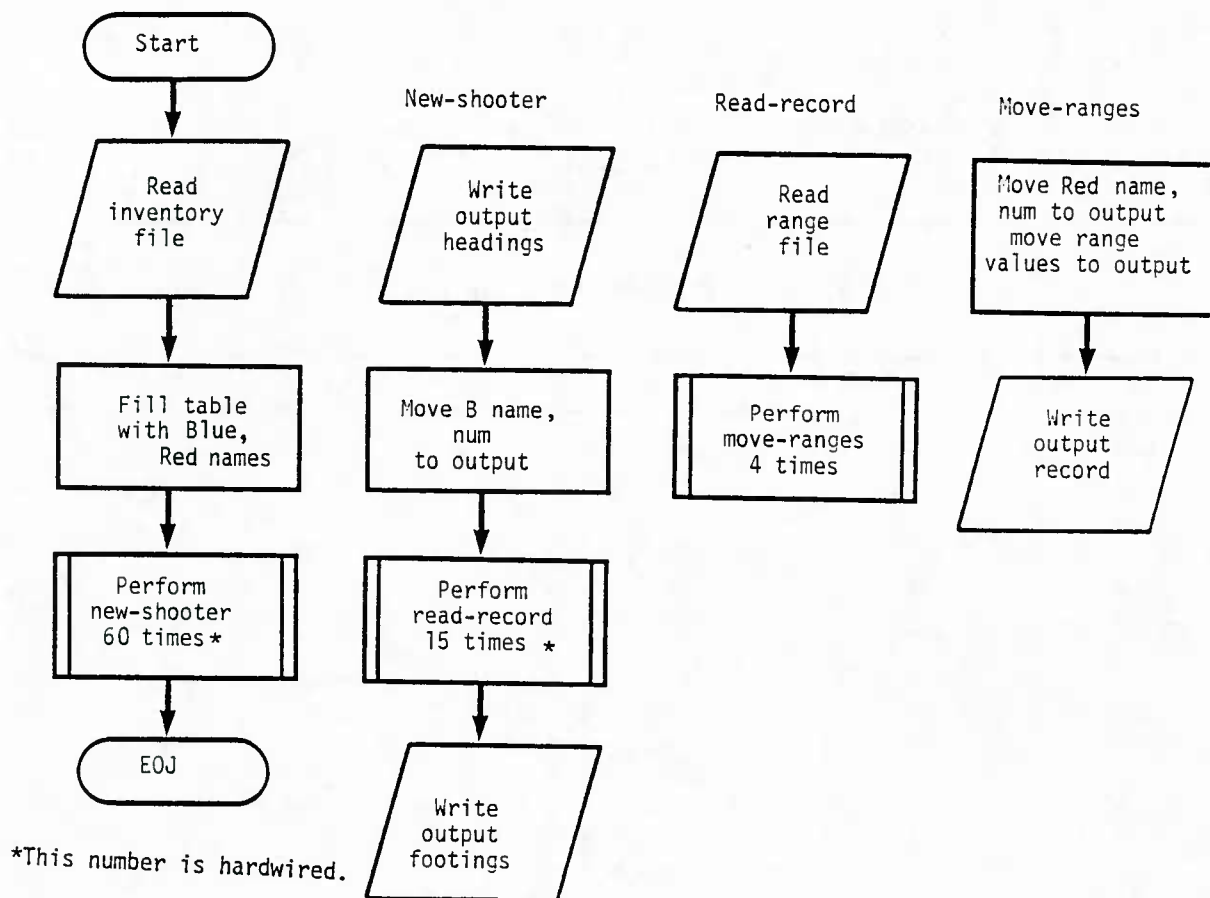 Start
Read
inventory
file
Fill table
with Blue,
Red names
Perform
new-shooter
60 times*
EOJ
*This number is hardwired.
New-shooter
Write
output
headings
Move B name,
num
to output
Perform
read-record
15 times *
Write
output
footings
Read-record
Read
range
file
Perform
move-ranges
4 times
Move-ranges
Move Red name,
num to output
move range
values to output
Write
output
record